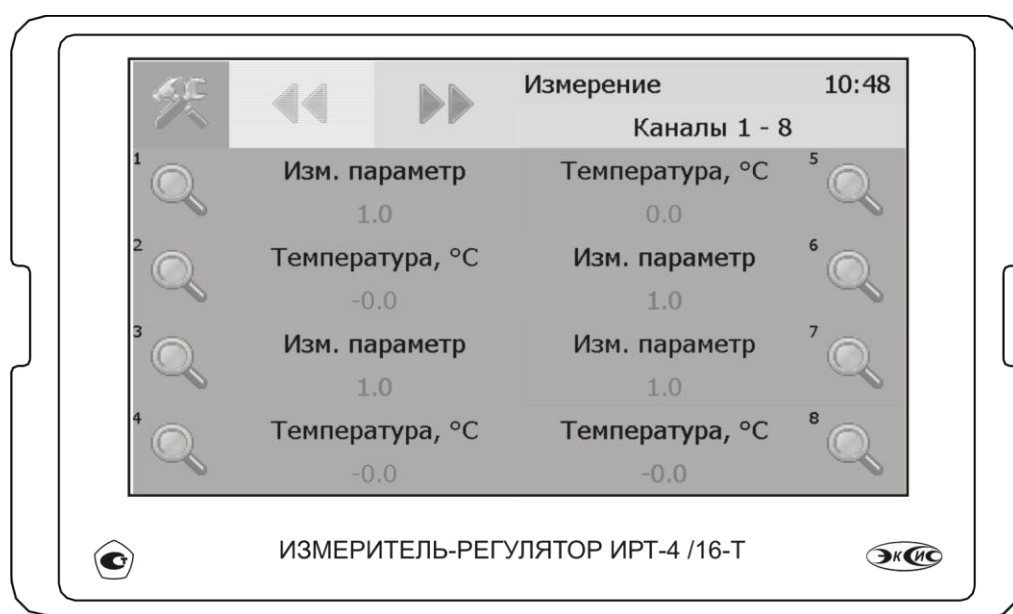 Измерение 10:48
Каналы 1 - 8
1 Изм. параметр Температура, °C 5
1.0 0.0
2 Температура, °C Изм. параметр 6
-0.0 1.0
3 Изм. параметр Изм. параметр 7
1.0 1.0
4 Температура, °C Температура, °C 8
-0.0 -0.0
ИЗМЕРИТЕЛЬ-РЕГУЛЯТОР ИРТ-4 /16-Т ЭКСИС